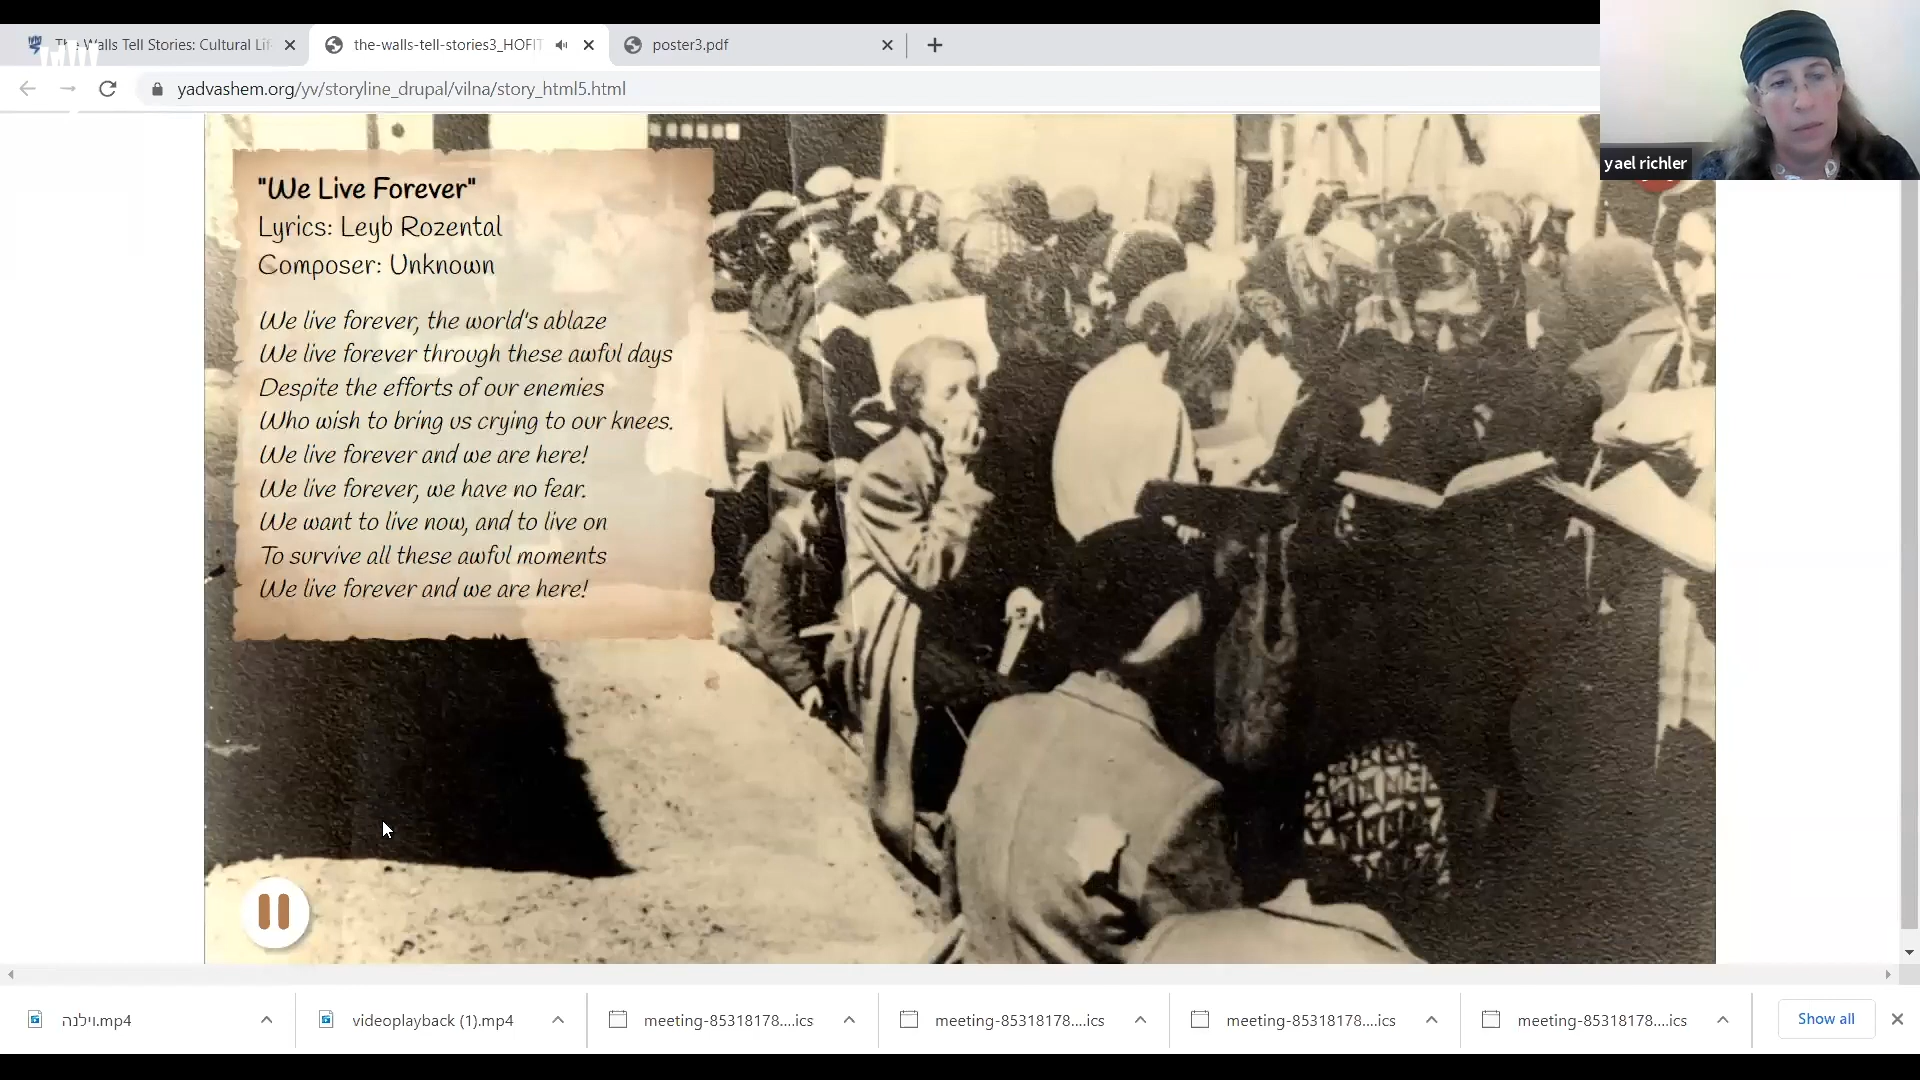 The Walls Tell Stories: Cultural Lif
the-walls-tell-stories3_HOFIT
poster3.pdf
yadvashem.org/yv/storyline_drupal/vilna/story_html5.html
yael richler
"We Live Forever"
Lyrics: Leyb Rozental
Composer: Unknown
We live forever, the world's ablaze
We live forever through these awful days
Despite the efforts of our enemies
Who wish to bring us crying to our knees.
We live forever and we are here!
We live forever, we have no fear.
We want to live now, and to live on
To survive all these awful moments
We live forever and we are here!
וילנה.mp4
videoplayback (1).mp4
meeting-85318178....ics
meeting-85318178....ics
meeting-85318178....ics
meeting-85318178....ics
Show all